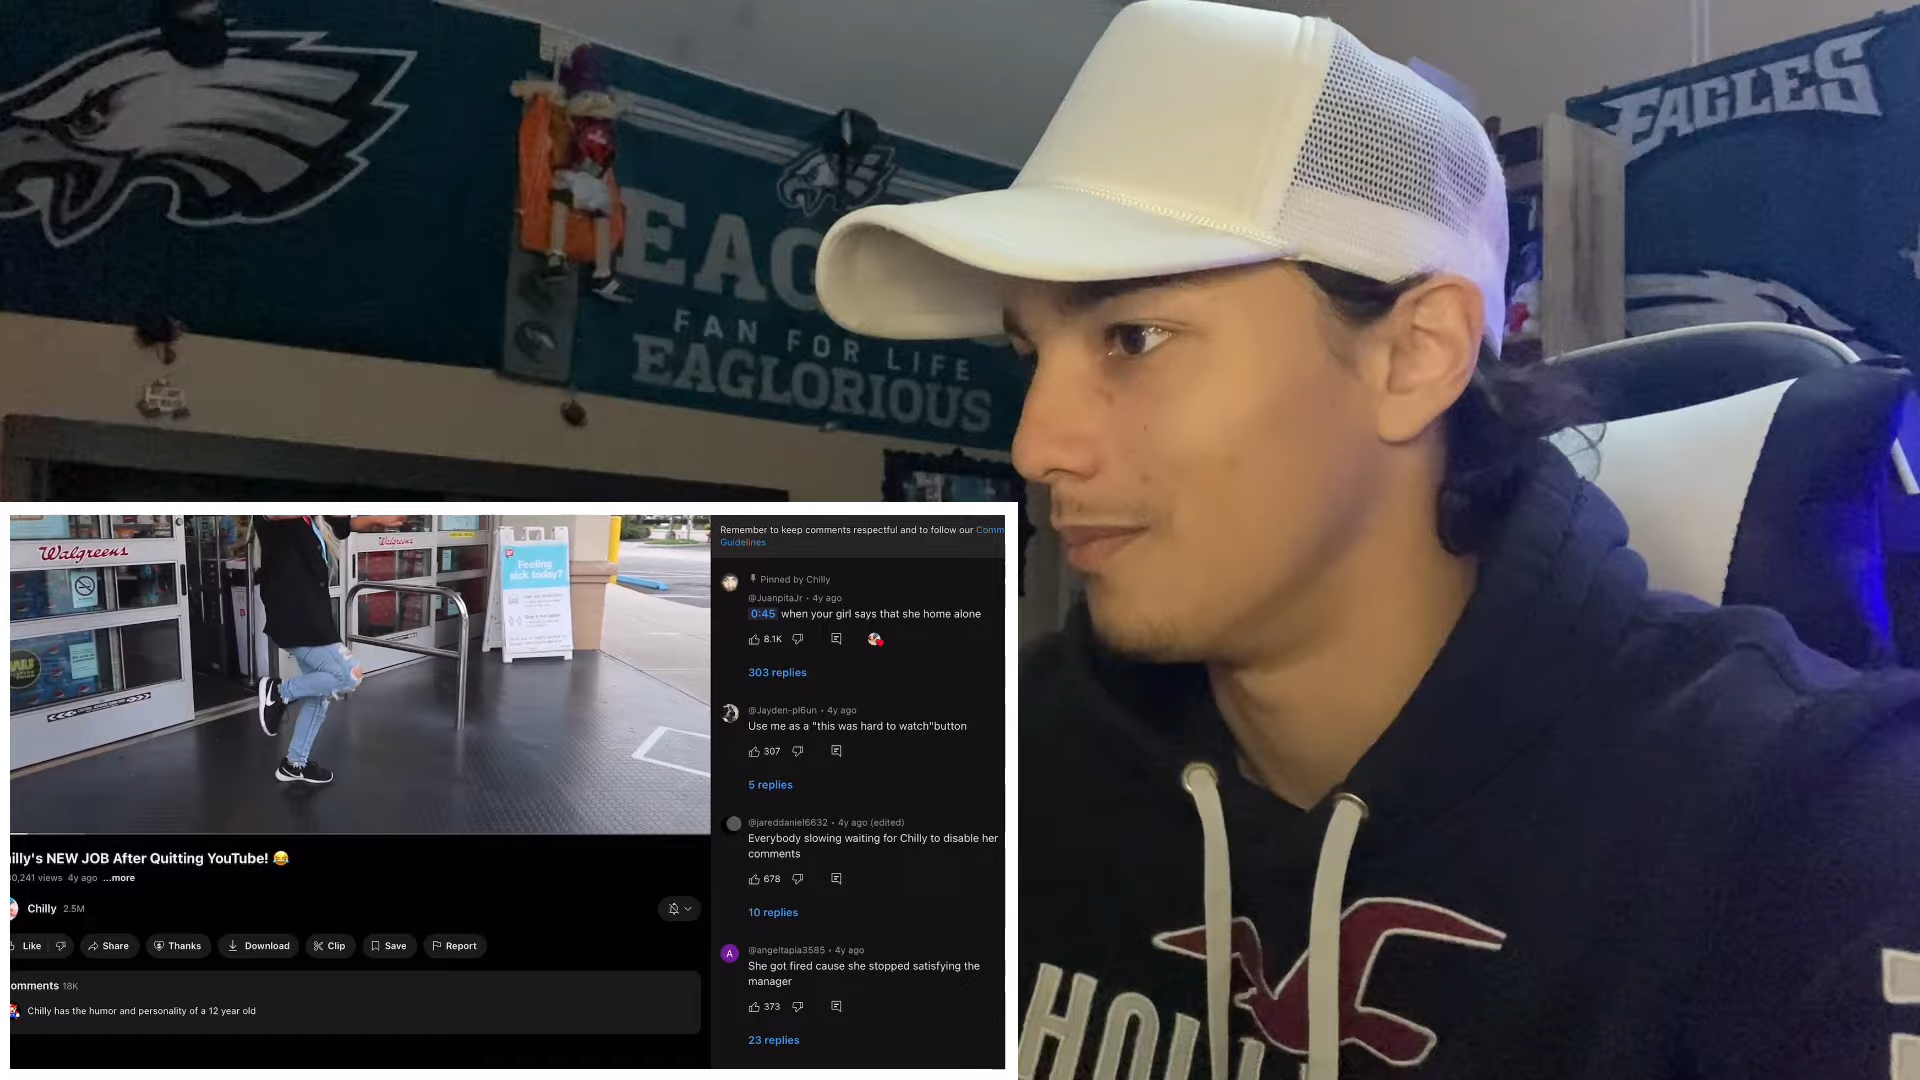 EAGLES
FAN FOR LIFE
EAGLORIOUS
Walgreens
Walgreens
Feeling
sick today?
Remember to keep comments respectful and to follow our Comm
Guidelines
Pinned by Chilly
@JuanpitaJr • 4y ago
0:45 when your girl says that she home alone
8.1K
303 replies
@Jayden-pl6un • 4y ago
Use me as a "this was hard to watch"button
307
5 replies
@jareddaniel6632 • 4y ago (edited)
Everybody slowing waiting for Chilly to disable her
comments
678
10 replies
A
@angeltapia3585 • 4y ago
She got fired cause she stopped satisfying the
manager
373
23 replies
illy's NEW JOB After Quitting YouTube! 😂
0,241 views 4y ago ...more
Chilly 2.5M
Like
Share
Thanks
Download
Clip
Save
Report
omments 18K
Chilly has the humor and personality of a 12 year old